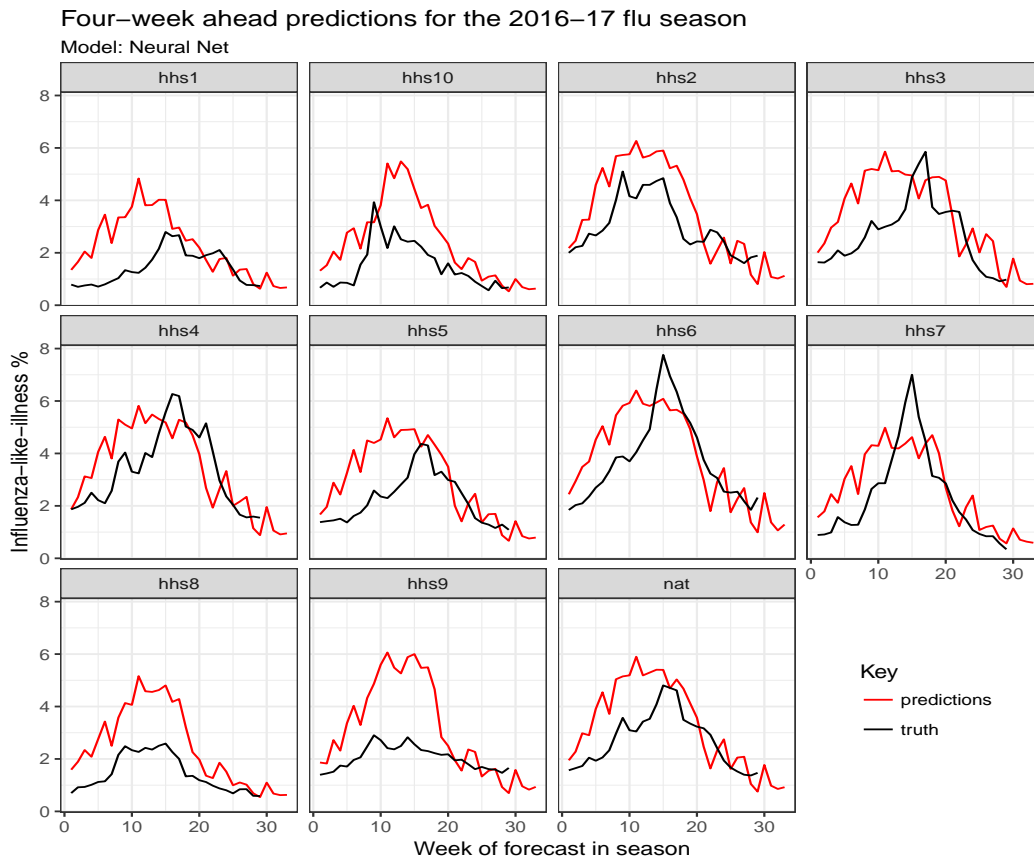 Four−week ahead predictions for the 2016−17 flu season
Model: Neural Net
hhs1 hhs10 hhs2 hhs3
8
6
4
2
0
hhs4 hhs5 hhs6 hhs7
8
6
4
2
0
0 10 20 30
hhs8 hhs9 nat
8
6
4
2
0
0 10 20 30 0 10 20 30 0 10 20 30
Influenza−like−illness %
Week of forecast in season
Key
predictions
truth